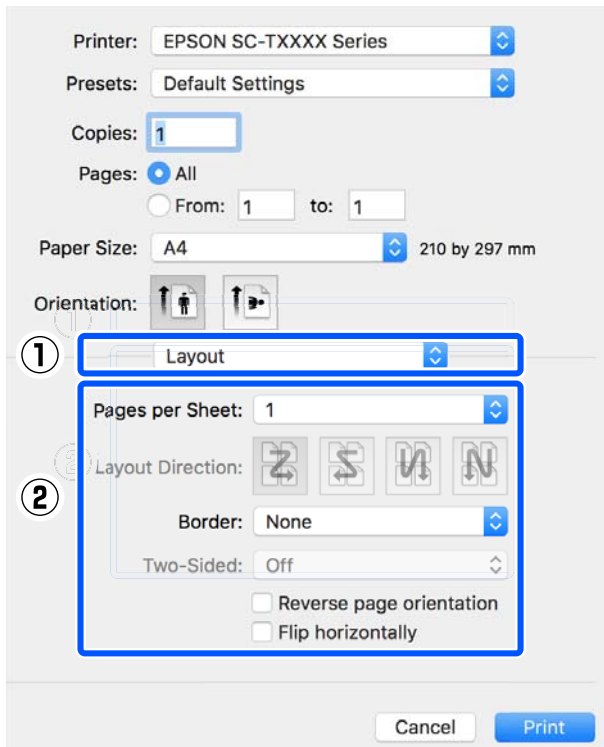 Printer: EPSON SC-TXXXX Series
Presets: Default Settings
Copies: 1
Pages: All
From: 1 to: 1
Paper Size: A4 210 by 297 mm
Orientation:
① Layout
Pages per Sheet: 1
② Layout Direction:
Border: None
Two-Sided: Off
Reverse page orientation
Flip horizontally
Cancel Print